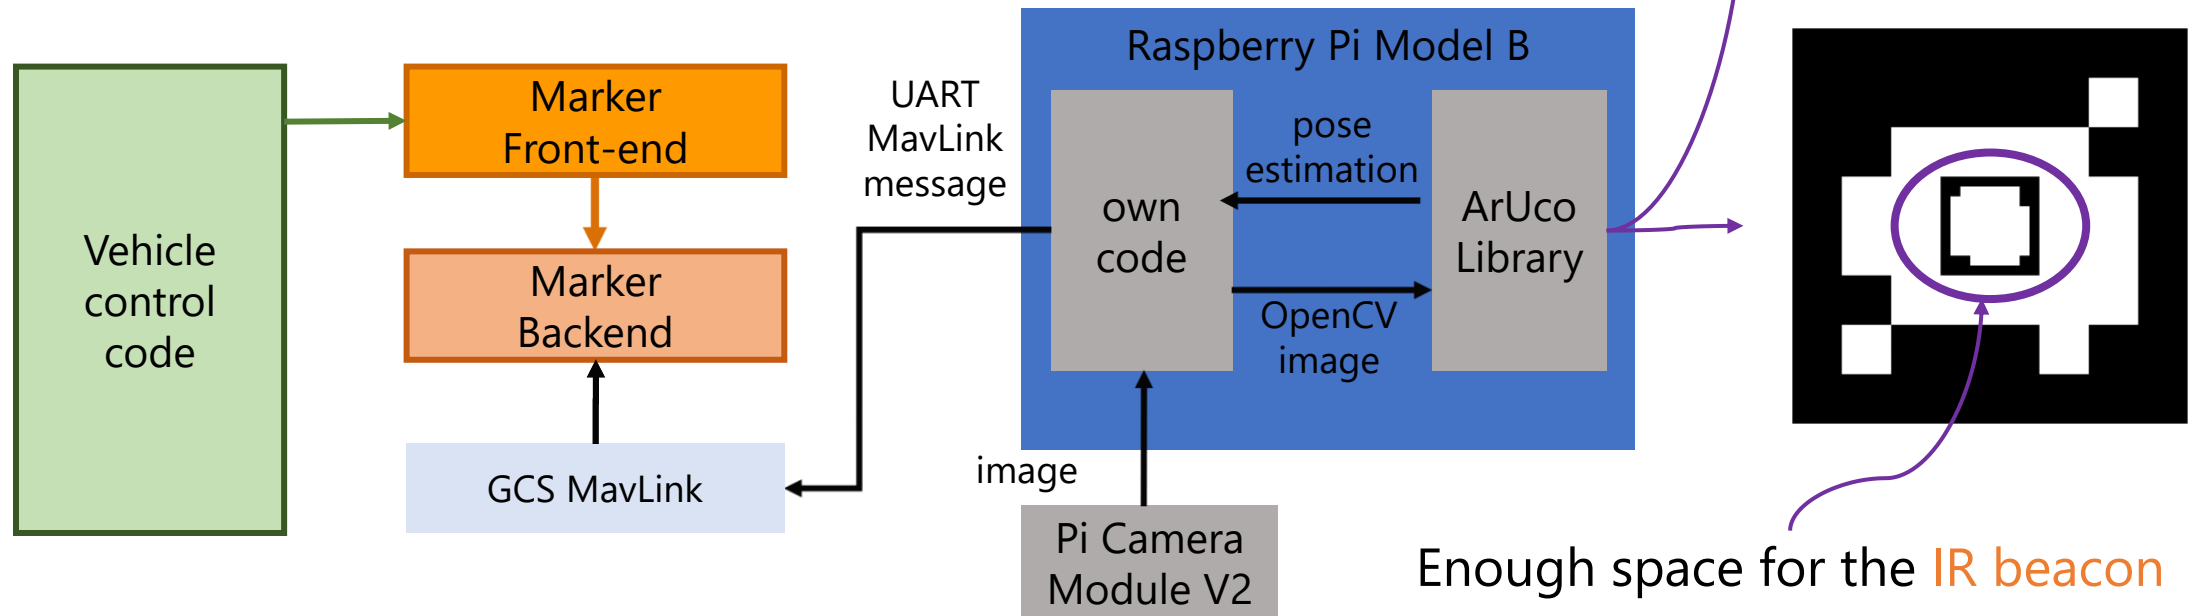 Vehicle
control
code
Marker
Front-end
Marker
Backend
GCS MavLink
UART
MavLink
message
Raspberry Pi Model B
own
code
pose
estimation
OpenCV
image
ArUco
Library
image
Pi Camera
Module V2
Enough space for the IR beacon